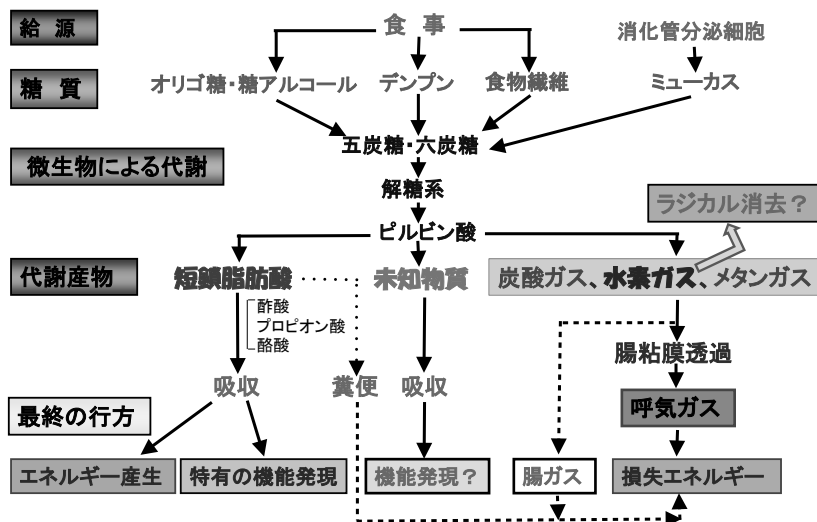 給 源
食 事
消化管分泌細胞
糖 質
オリゴ糖・糖アルコール
デンプン
食物繊維
ミューカス
五炭糖・六炭糖
微生物による代謝
解糖系
ラジカル消去？
ピルビン酸
代謝産物
短鎖脂肪酸
未知物質
炭酸ガス、水素ガス、メタンガス
酢酸
プロピオン酸
酪酸
腸粘膜透過
吸収
糞便
吸収
最終の行方
呼気ガス
エネルギー産生
特有の機能発現
機能発現？
腸ガス
損失エネルギー